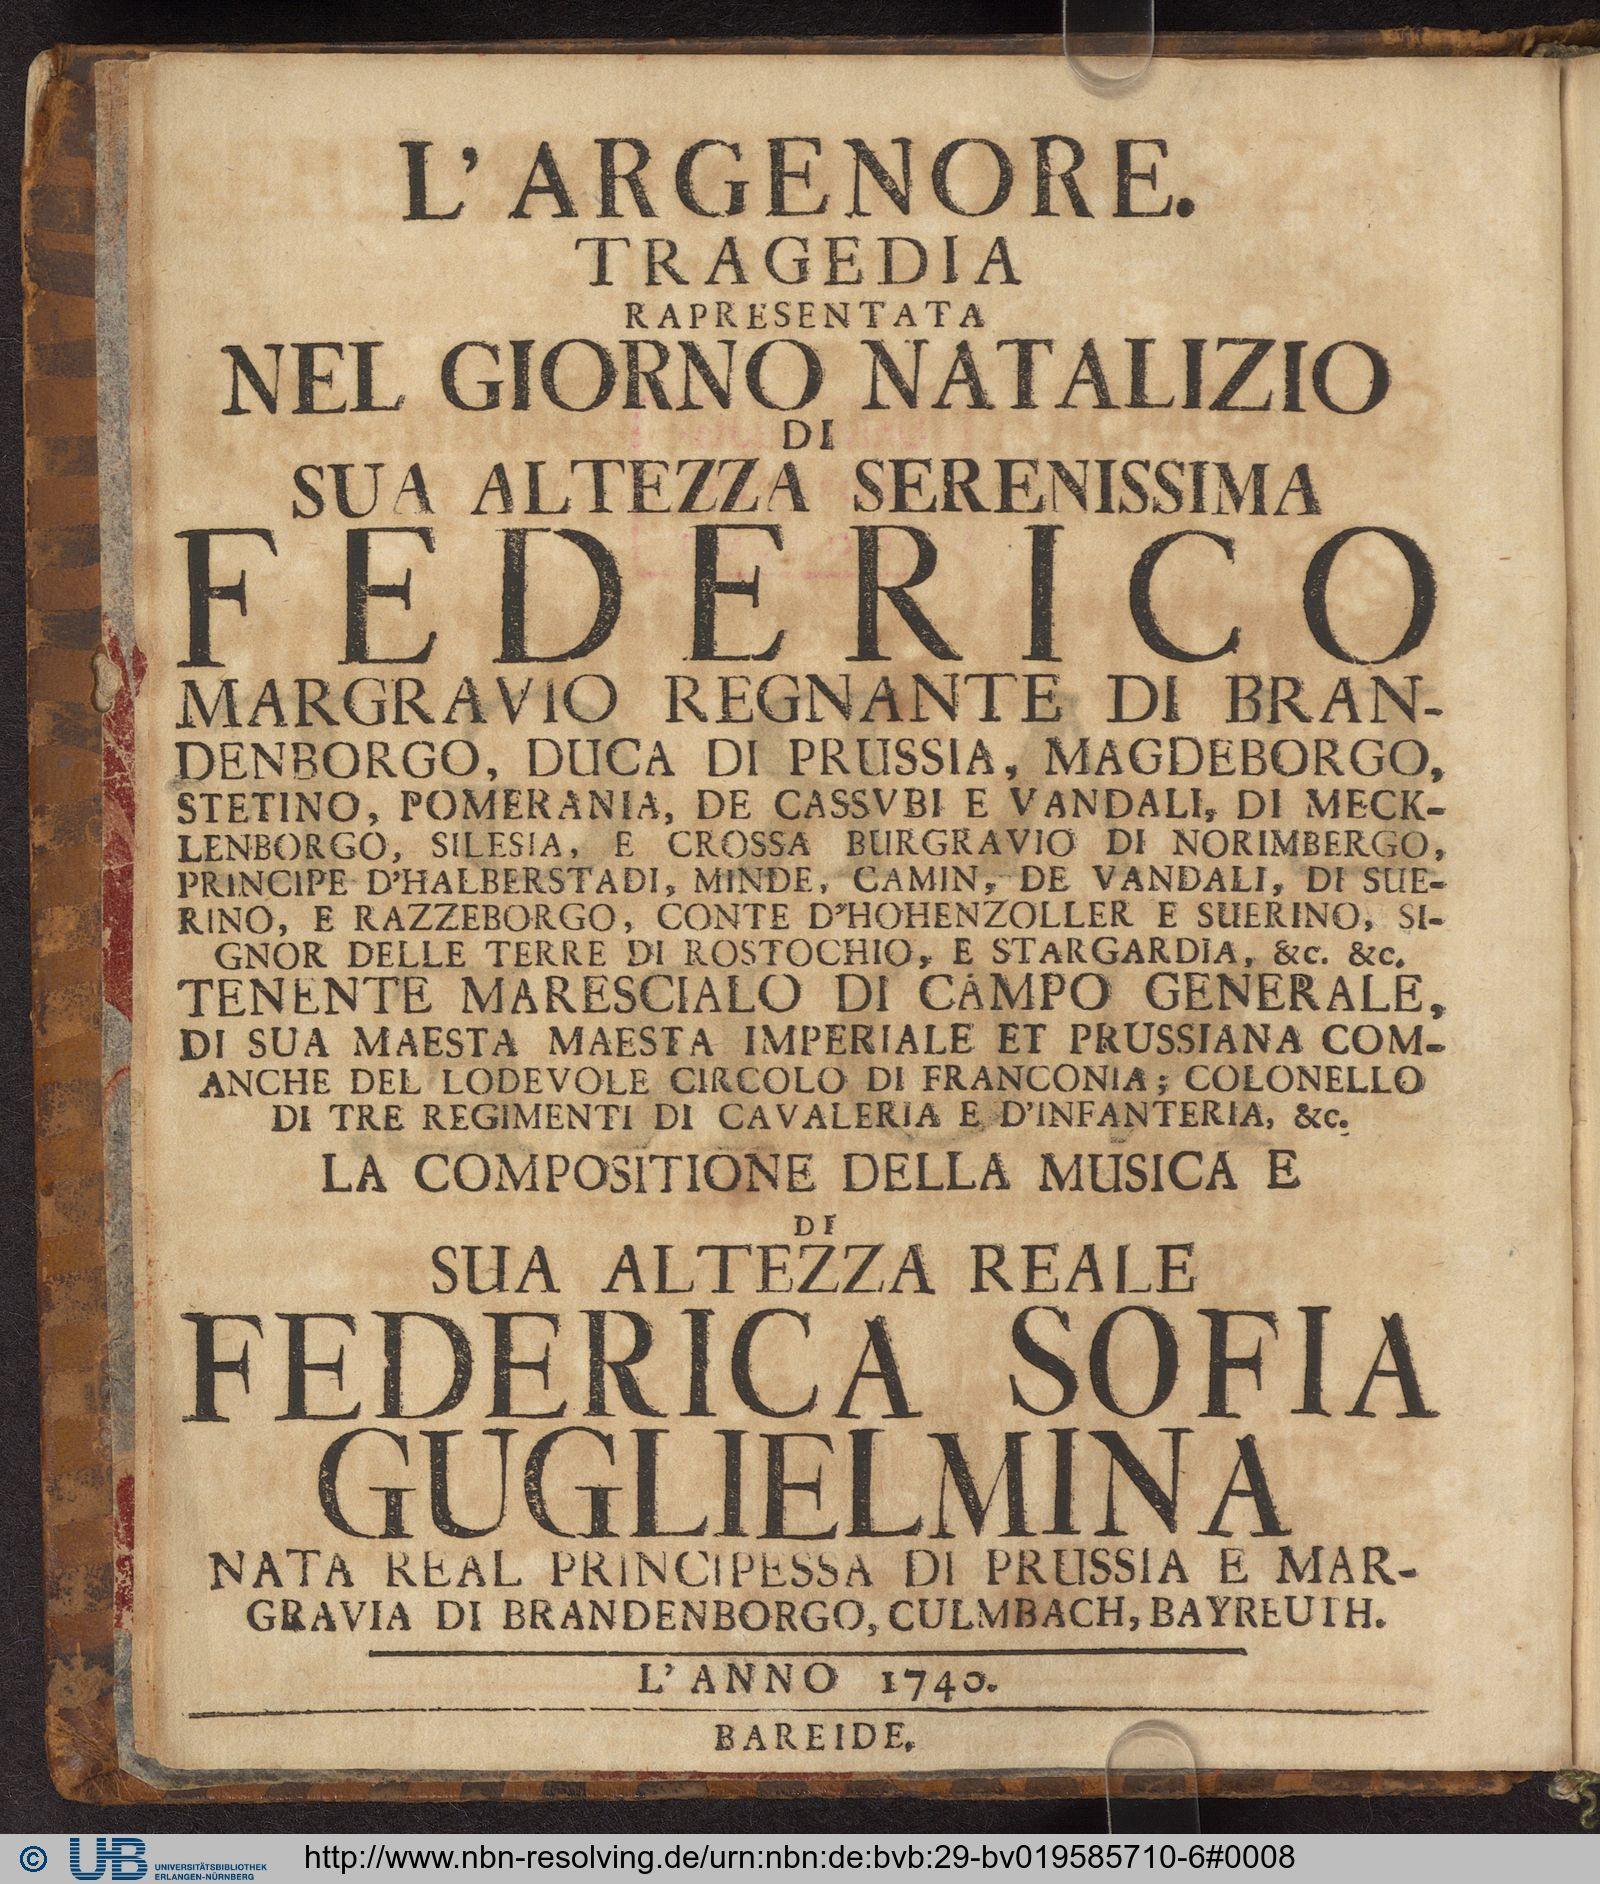 L'ARGENORE.
TRAGEDIA
RAPRESENTATA
NEL GIORNO NATALIZIO
DI
SUA ALTEZZA SERENISSIMA
FEDERICO
MARGRAVIO REGNANTE DI BRAN-
DENBORGO, DUCA DI PRUSSIA, MAGDEBORGO,
STETINO, POMERANIA, DE CASSVBI E VANDALI, DI MECK-
LENBORGO, SILESIA, E CROSSA BURGRAVIO DI NORIMBERGO,
PRINCIPE D'HALBERSTADI, MINDE, CAMIN, DE VANDALI, DI SUE-
RINO, E RAZZEBORGO, CONTE D'HOHENZOLLER E SUERINO, SI-
GNOR DELLE TERRE DI ROSTOCHIO, E STARGARDIA, &c. &c.
TENENTE MARESCIALO DI CAMPO GENERALE,
DI SUA MAESTA MAESTA IMPERIALE ET PRUSSIANA COM-
ANCHE DEL LODEVOLE CIRCOLO DI FRANCONIA; COLONELLO
DI TRE REGIMENTI DI CAVALERIA E D'INFANTERIA, &c.
LA COMPOSITIONE DELLA MUSICA E
DI
SUA ALTEZZA REALE
FEDERICA SOFIA
GUGLIELMINA
NATA REAL PRINCIPESSA DI PRUSSIA E MAR-
GRAVIA DI BRANDENBORGO, CULMBACH, BAYREUTH.
L'ANNO 1740.
BAREIDE.
© UB UNIVERSITÄTSBIBLIOTHEK
ERLANGEN-NÜRNBERG
http://www.nbn-resolving.de/urn:nbn:de:bvb:29-bv019585710-6#0008